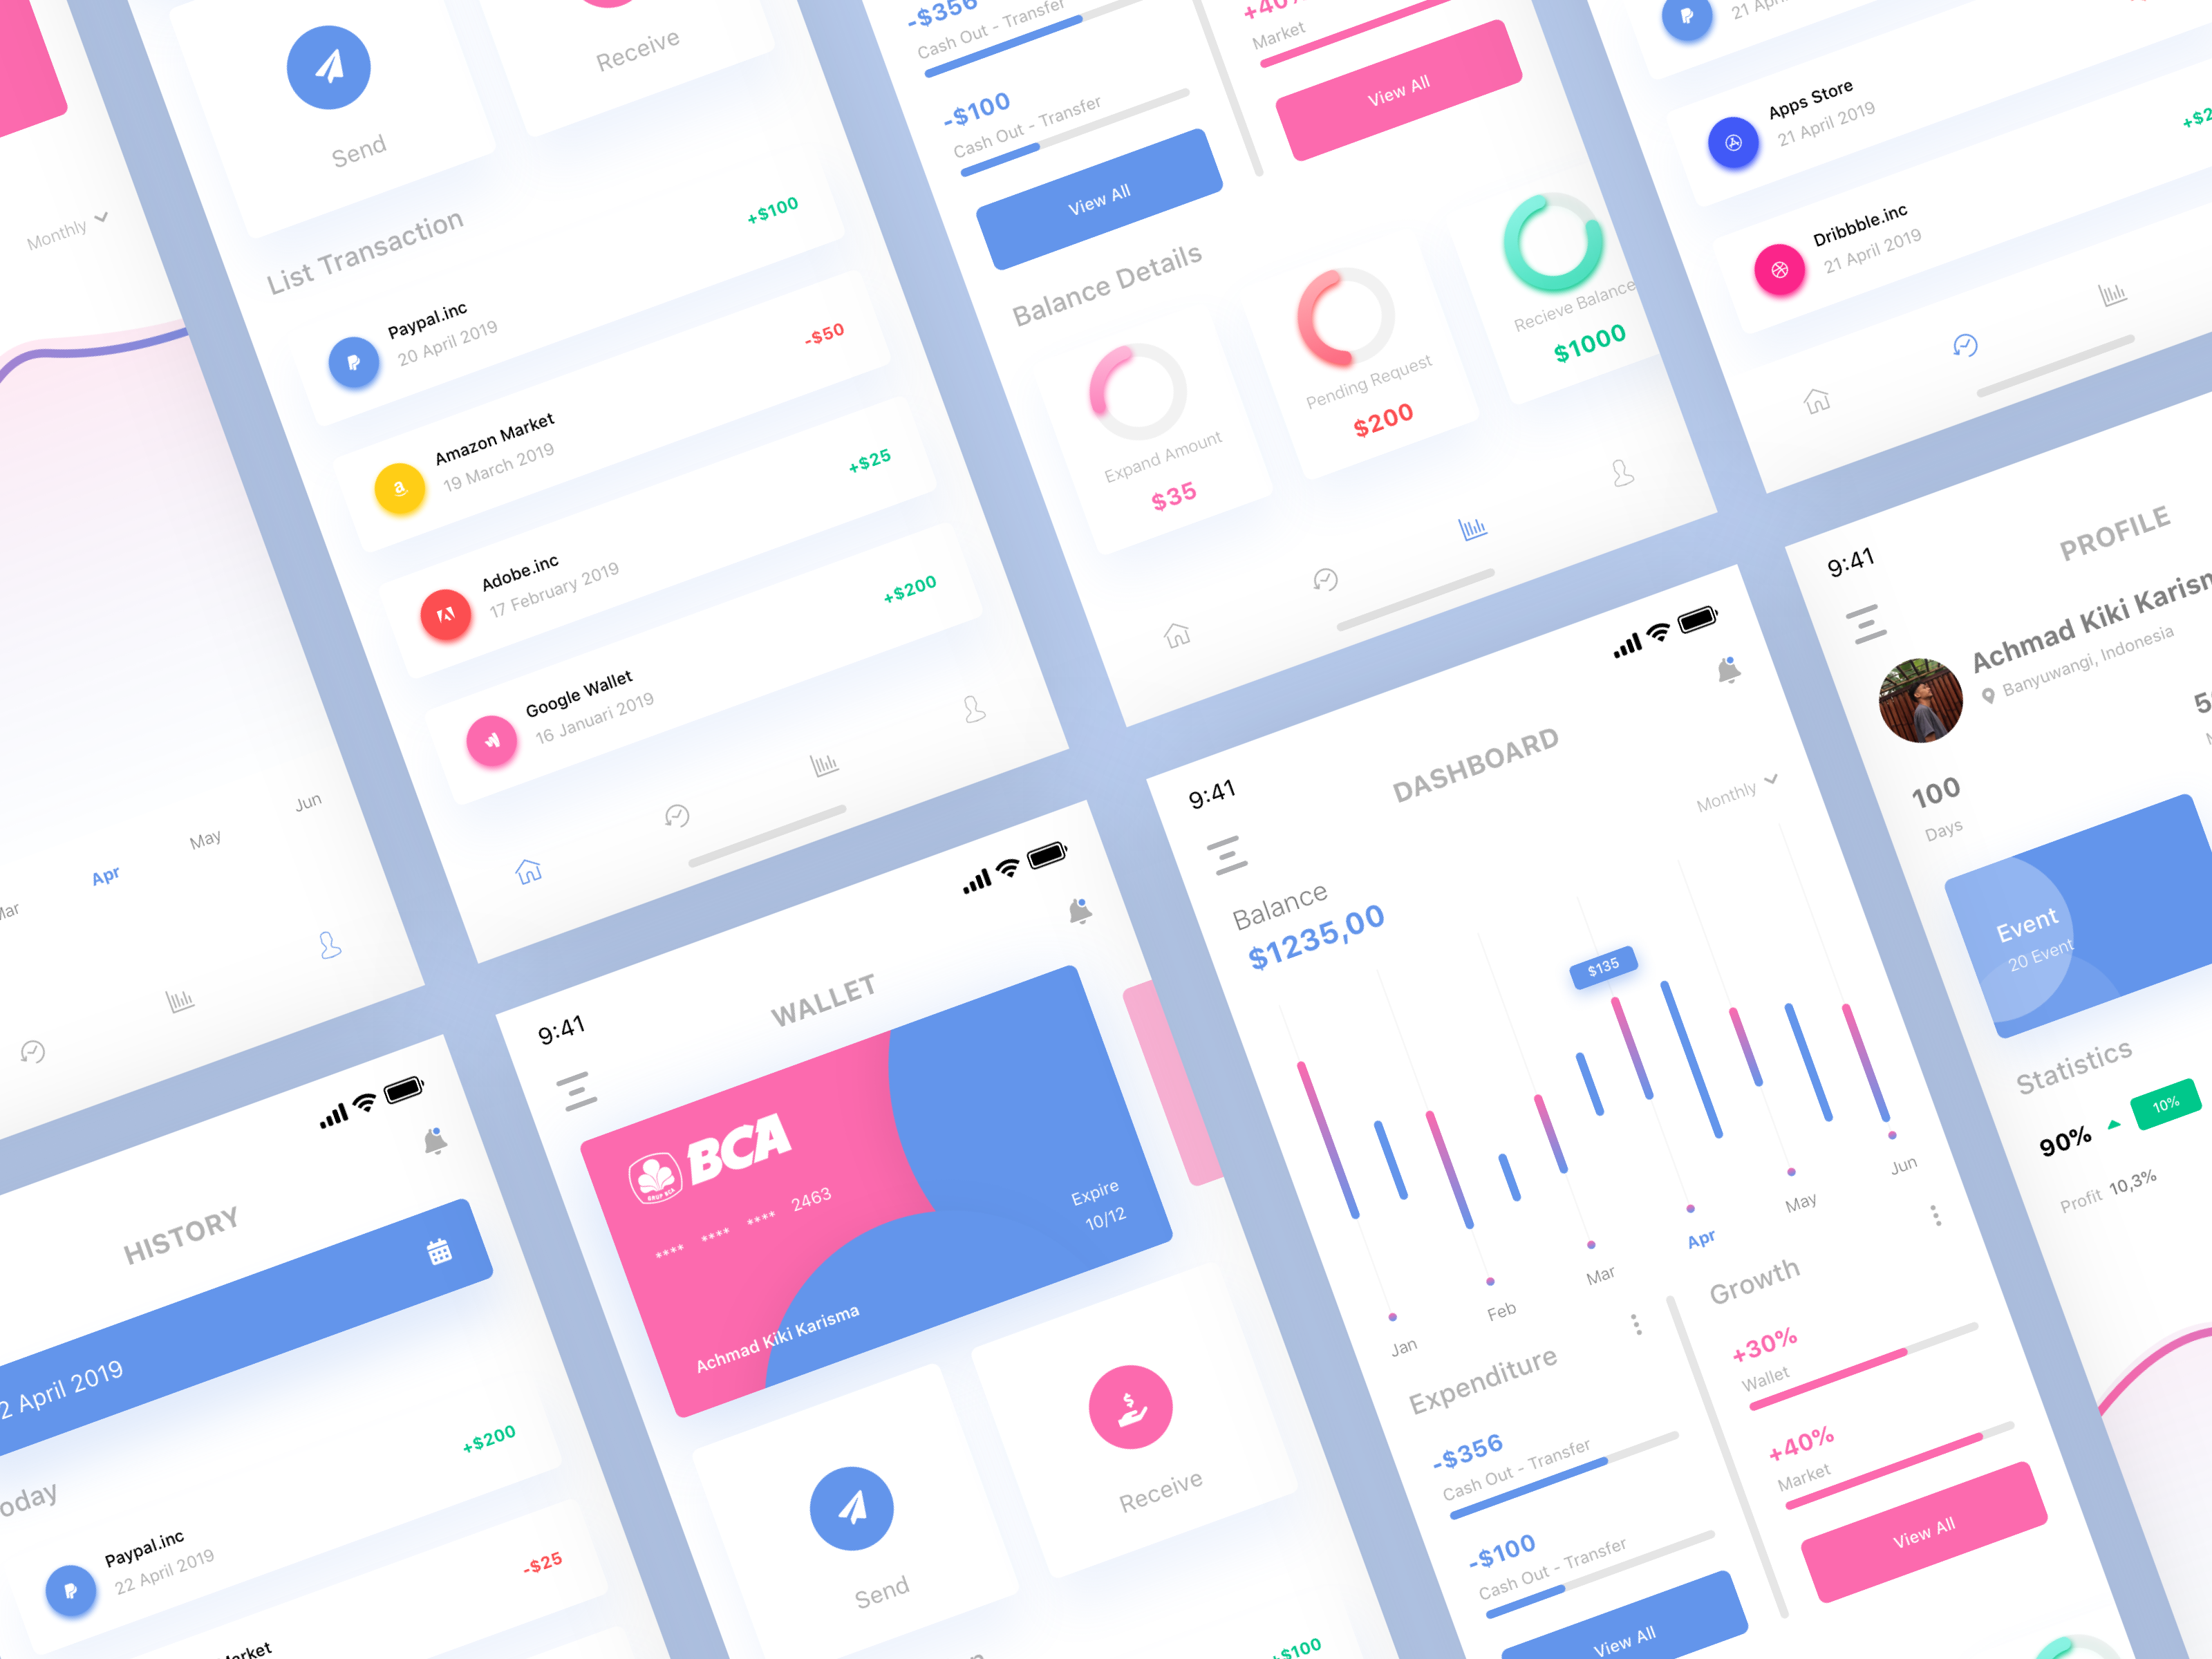 Monthly
Mar
Apr
May
Jun
Send
Receive
List Transaction
Paypal.inc
20 April 2019
+$100
Amazon Market
19 March 2019
-$50
Adobe.inc
17 February 2019
+$25
Google Wallet
16 Januari 2019
+$200
-$356
Cash Out - Transfer
-$100
Cash Out - Transfer
View All
+40%
Market
View All
Balance Details
Expand Amount
$35
Pending Request
$200
Recieve Balance
$1000
21 Apr
Apps Store
21 April 2019
+$2
Dribbble.inc
21 April 2019
HISTORY
2 April 2019
oday
Paypal.inc
22 April 2019
+$200
-$25
arket
9:41
WALLET
BCA
GRUP BCA
**** **** **** 2463
Expire
10/12
Achmad Kiki Karisma
Send
Receive
+$100
9:41
DASHBOARD
Monthly
Balance
$1235,00
$135
Jan
Feb
Mar
Apr
May
Jun
Expenditure
-$356
Cash Out - Transfer
-$100
Cash Out - Transfer
View All
Growth
+30%
Wallet
+40%
Market
View All
9:41
PROFILE
Achmad Kiki Karism
Banyuwangi, Indonesia
100
Days
5
Event
20 Event
Statistics
90%
10%
Profit 10,3%